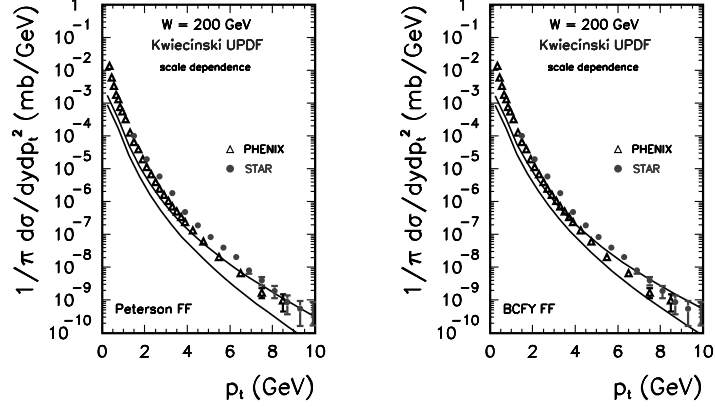 1/π dσ/dydp_t^2 (mb/GeV)
1
10^-1
10^-2
10^-3
10^-4
10^-5
10^-6
10^-7
10^-8
10^-9
10^-10
W = 200 GeV
Kwiecinski UPDF
scale dependence
PHENIX
STAR
Peterson FF
0 2 4 6 8 10
p_t (GeV)
1/π dσ/dydp_t^2 (mb/GeV)
1
10^-1
10^-2
10^-3
10^-4
10^-5
10^-6
10^-7
10^-8
10^-9
10^-10
W = 200 GeV
Kwiecinski UPDF
scale dependence
PHENIX
STAR
BCFY FF
0 2 4 6 8 10
p_t (GeV)